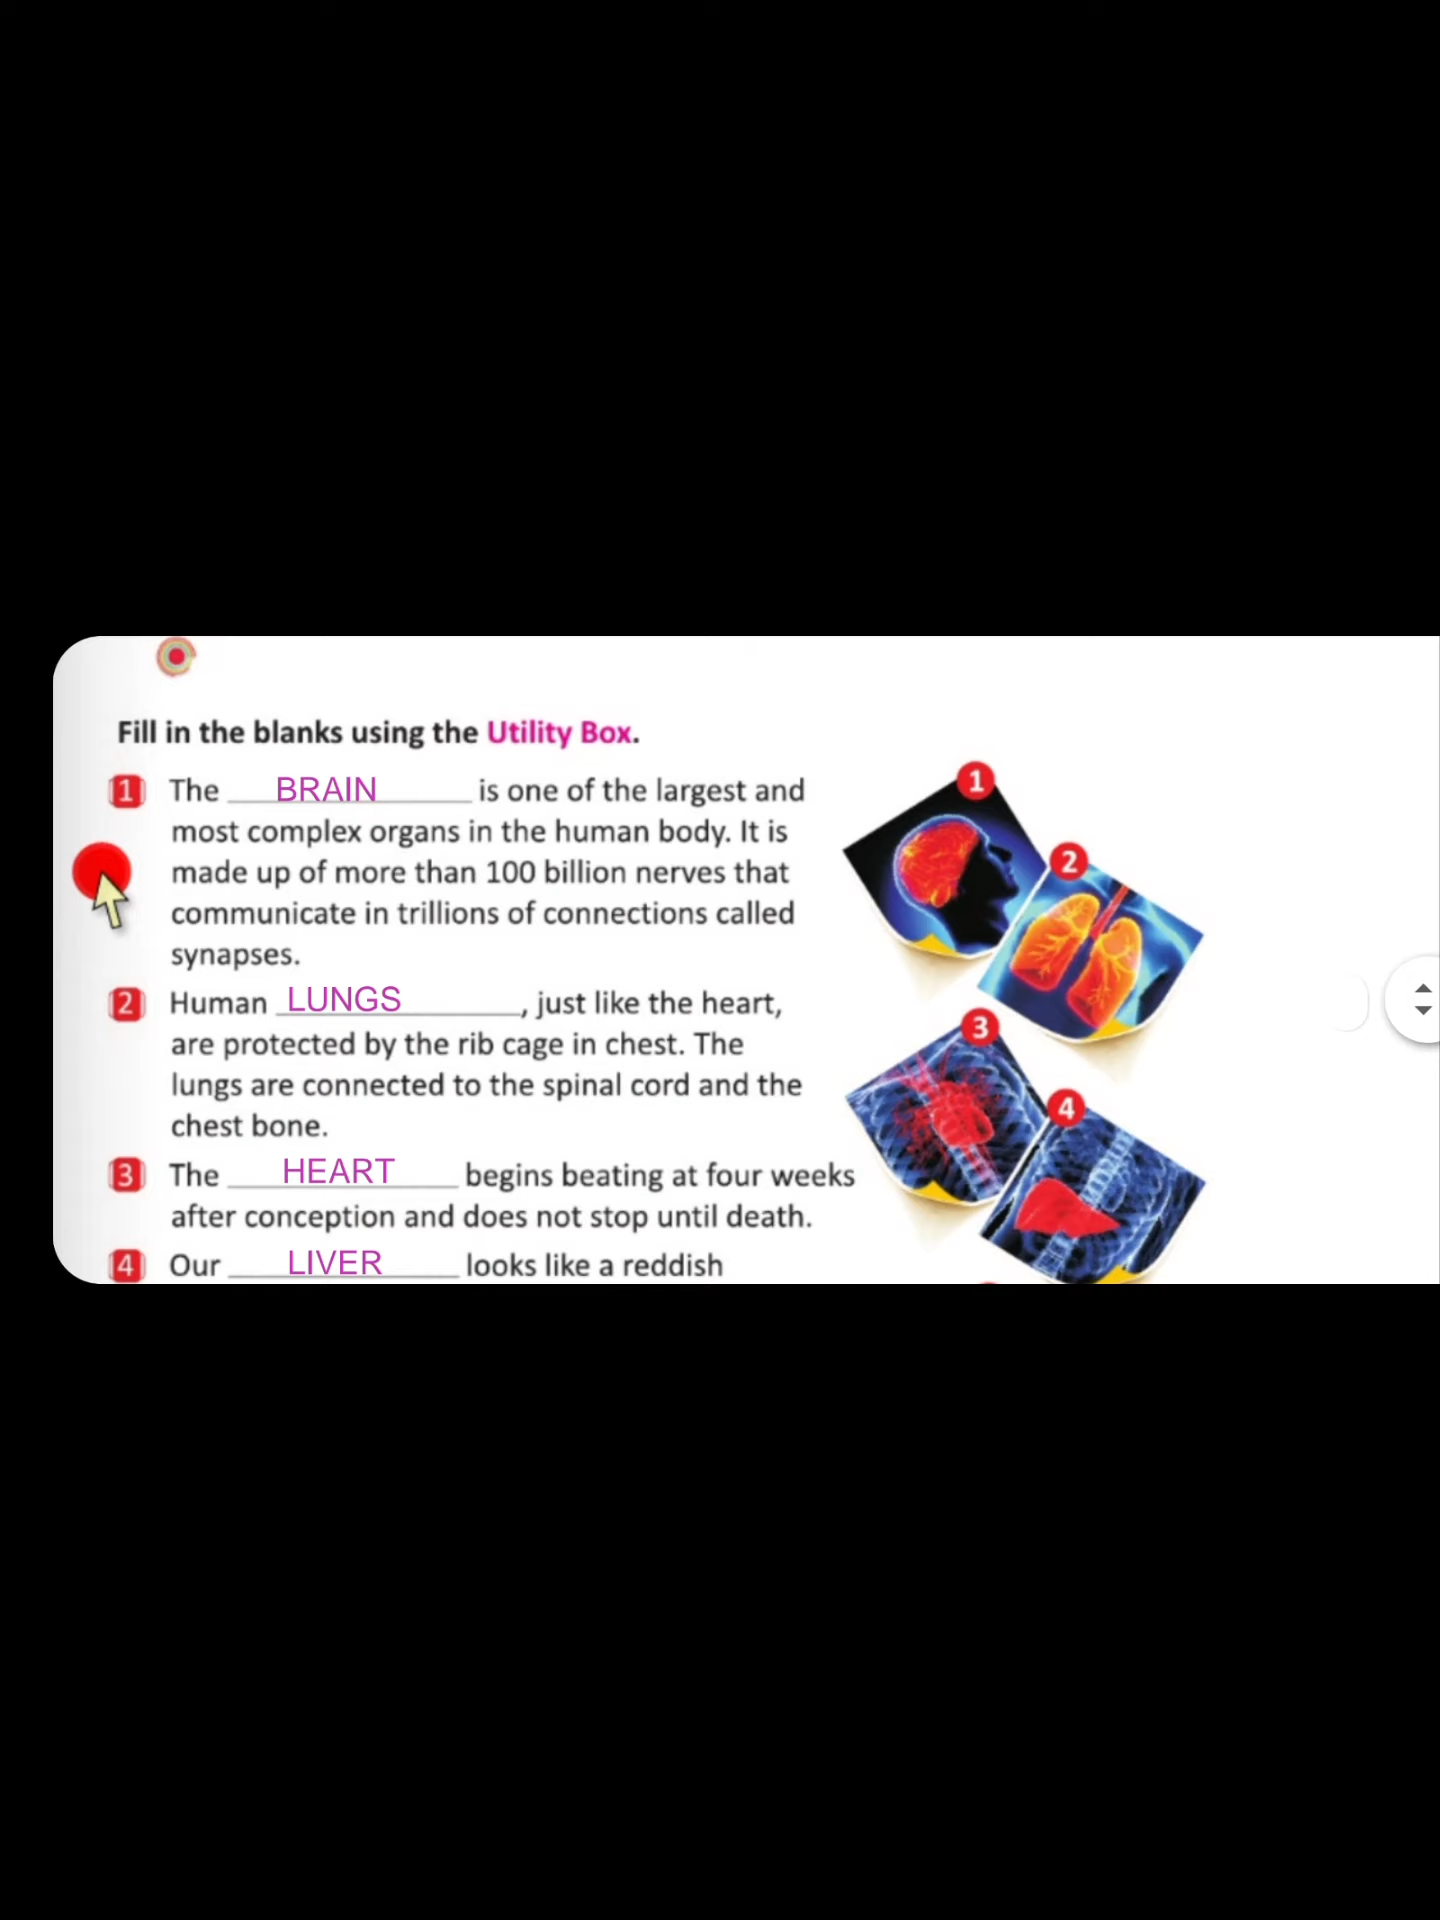 Fill in the blanks using the Utility Box.
1 The BRAIN is one of the largest and
most complex organs in the human body. It is
made up of more than 100 billion nerves that
communicate in trillions of connections called
synapses.
2 Human LUNGS, just like the heart,
are protected by the rib cage in chest. The
lungs are connected to the spinal cord and the
chest bone.
3 The HEART begins beating at four weeks
after conception and does not stop until death.
4 Our LIVER looks like a reddish
1
2
3
4